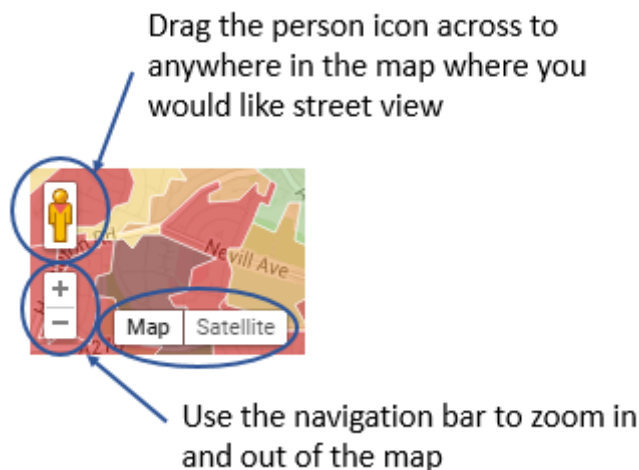 Drag the person icon across to
anywhere in the map where you
would like street view
Nevill Ave
+
−
Map Satellite
Use the navigation bar to zoom in
and out of the map